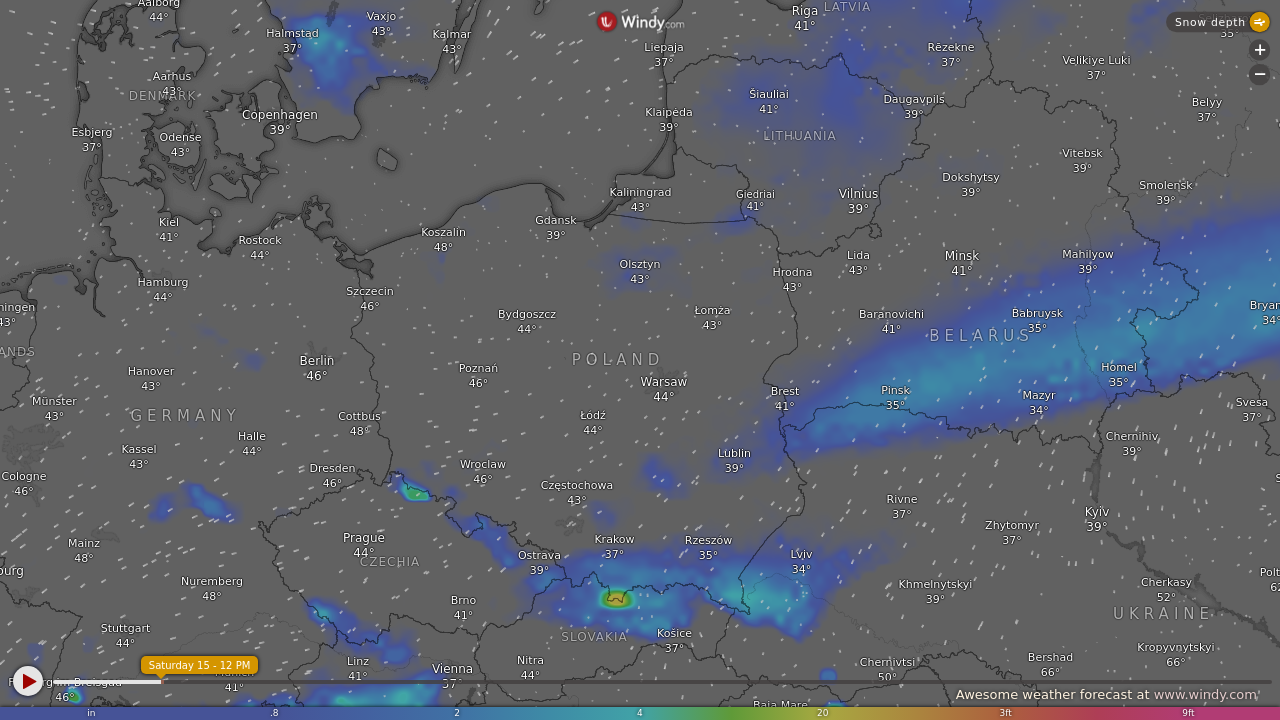 Aalborg
44°
Vaxjo
43°
Halmstad
37°
Kalmar
43°
Windy.com
Riga
41°
LATVIA
Snow depth
35°
Liepaja
37°
Rēzekne
37°
Velikiye Luki
37°
+
−
Aarhus
43°
DENMARK
Šiauliai
41°
Daugavpils
39°
Belyy
37°
Copenhagen
39°
Klaipėda
39°
Esbjerg
37°
Odense
43°
LITHUANIA
Vitebsk
39°
Dokshytsy
39°
Smolensk
39°
Kaliningrad
43°
Giedriai
41°
Vilnius
39°
Kiel
41°
Rostock
44°
Koszalin
48°
Gdansk
39°
Lida
43°
Minsk
41°
Mahilyow
39°
Olsztyn
43°
Hrodna
43°
Hamburg
44°
Szczecin
46°
ningen
43°
Bydgoszcz
44°
Łomża
43°
Baranovichi
41°
Babruysk
35°
Bryan
34°
BELARUS
ANDS
POLAND
Berlin
46°
Hanover
43°
Poznań
46°
Warsaw
44°
Homel
35°
Brest
41°
Pinsk
35°
Mazyr
34°
Münster
43°
GERMANY
Cottbus
48°
Łódź
44°
Svesa
37°
Halle
44°
Chernihiv
39°
Kassel
43°
Lublin
39°
Dresden
46°
Wroclaw
46°
Cologne
46°
Częstochowa
43°
Rivne
37°
Kyiv
39°
Zhytomyr
37°
Mainz
48°
Prague
44°
Krakow
37°
Rzeszow
35°
Lviv
34°
CZECHIA
Ostrava
39°
Nuremberg
48°
Khmelnytskyi
39°
Cherkasy
52°
Polt
62
Brno
41°
UKRAINE
Stuttgart
44°
SLOVAKIA
Košice
37°
Kropyvnytskyi
66°
Saturday 15 - 12 PM
Linz
41°
Vienna
37°
Nitra
44°
Chernivtsi
50°
Bershad
66°
46°
41°
Awesome weather forecast at www.windy.com
Baia Mare
in .8 2 4 20 3ft 9ft